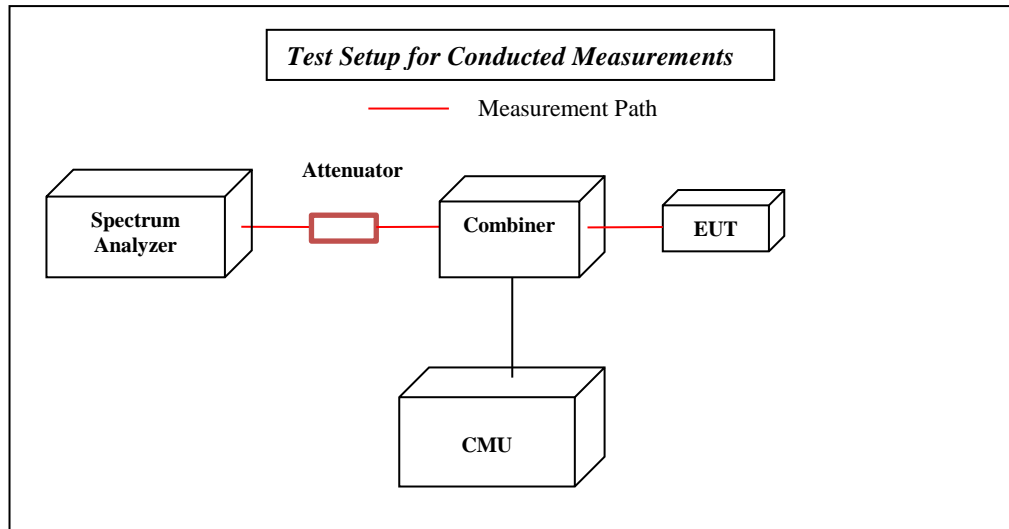 Test Setup for Conducted Measurements
Measurement Path
Attenuator
Spectrum
Analyzer
Combiner
EUT
CMU